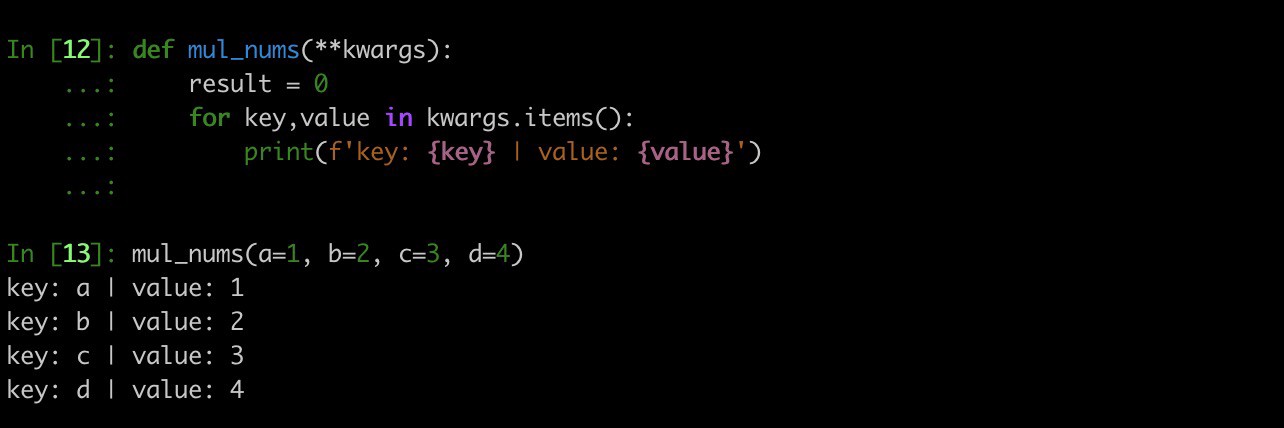 In [12]: def mul_nums(**kwargs):
    ...:     result = 0
    ...:     for key,value in kwargs.items():
    ...:         print(f'key: {key} | value: {value}')
    ...:
In [13]: mul_nums(a=1, b=2, c=3, d=4)
key: a | value: 1
key: b | value: 2
key: c | value: 3
key: d | value: 4